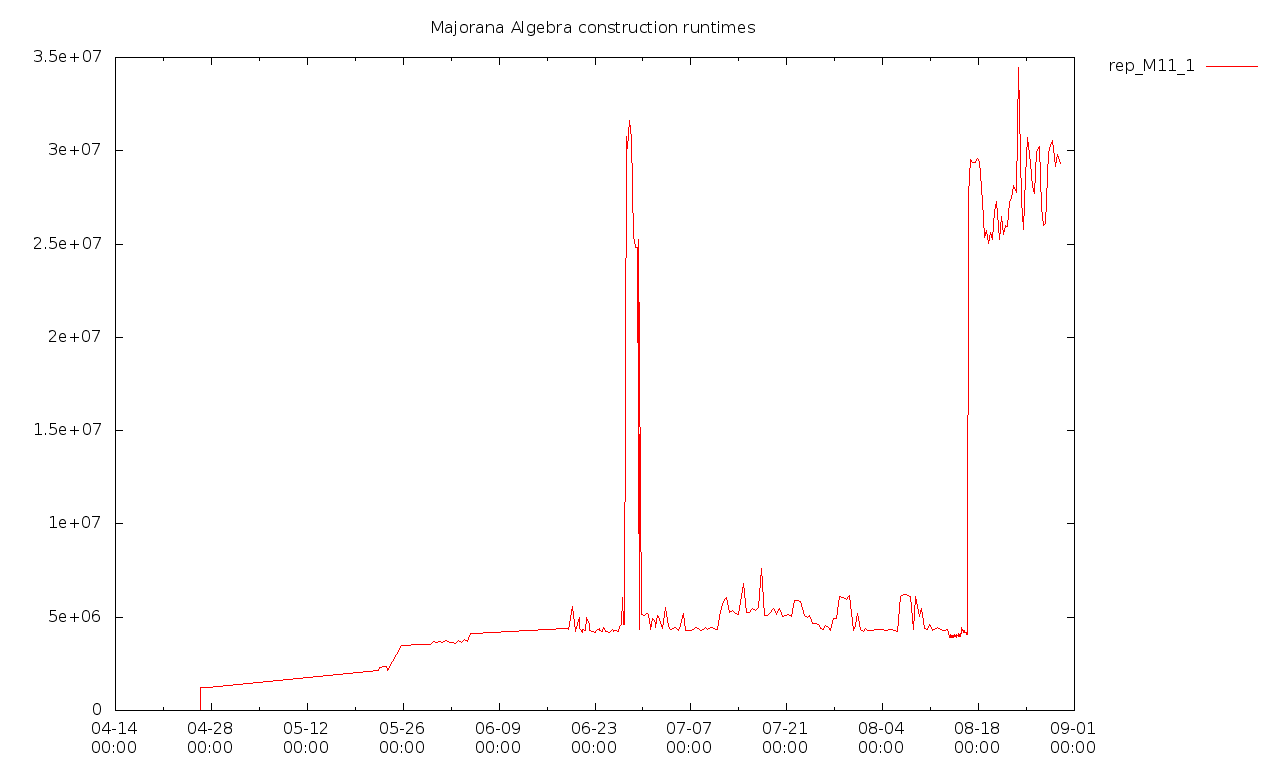 Majorana Algebra construction runtimes
rep_M11_1
3.5e+07
3e+07
2.5e+07
2e+07
1.5e+07
1e+07
5e+06
0
04-14 04-28 05-12 05-26 06-09 06-23 07-07 07-21 08-04 08-18 09-01
00:00 00:00 00:00 00:00 00:00 00:00 00:00 00:00 00:00 00:00 00:00